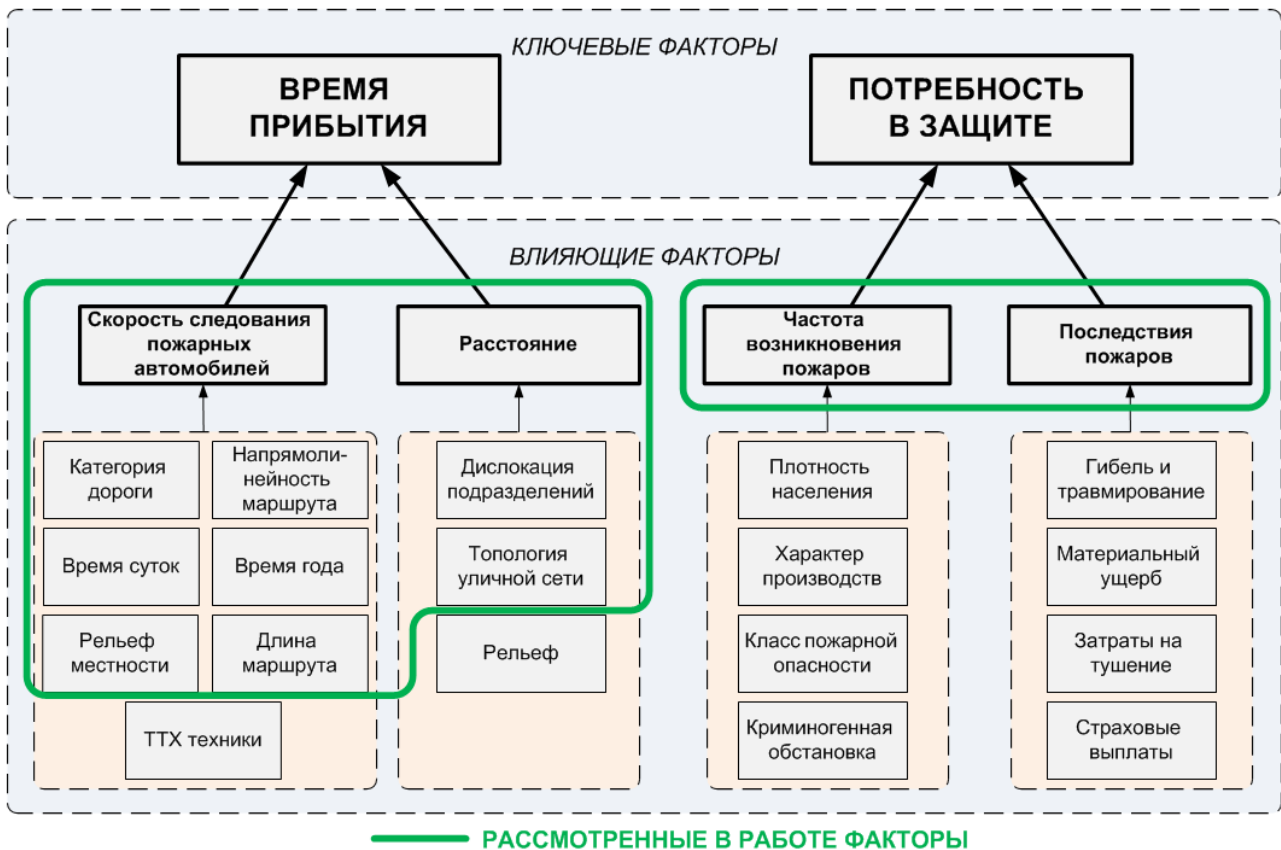 КЛЮЧЕВЫЕ ФАКТОРЫ
ВРЕМЯ
ПРИБЫТИЯ
ПОТРЕБНОСТЬ
В ЗАЩИТЕ
ВЛИЯЮЩИЕ ФАКТОРЫ
Скорость следования
пожарных
автомобилей
Расстояние
Частота
возникновения
пожаров
Последствия
пожаров
Категория
дороги
Напрямоли-
нейность
маршрута
Время суток
Время года
Рельеф
местности
Длина
маршрута
ТТХ техники
Дислокация
подразделений
Топология
уличной сети
Рельеф
Плотность
населения
Характер
производств
Класс пожарной
опасности
Криминогенная
обстановка
Гибель и
травмирование
Материальный
ущерб
Затраты на
тушение
Страховые
выплаты
РАССМОТРЕННЫЕ В РАБОТЕ ФАКТОРЫ